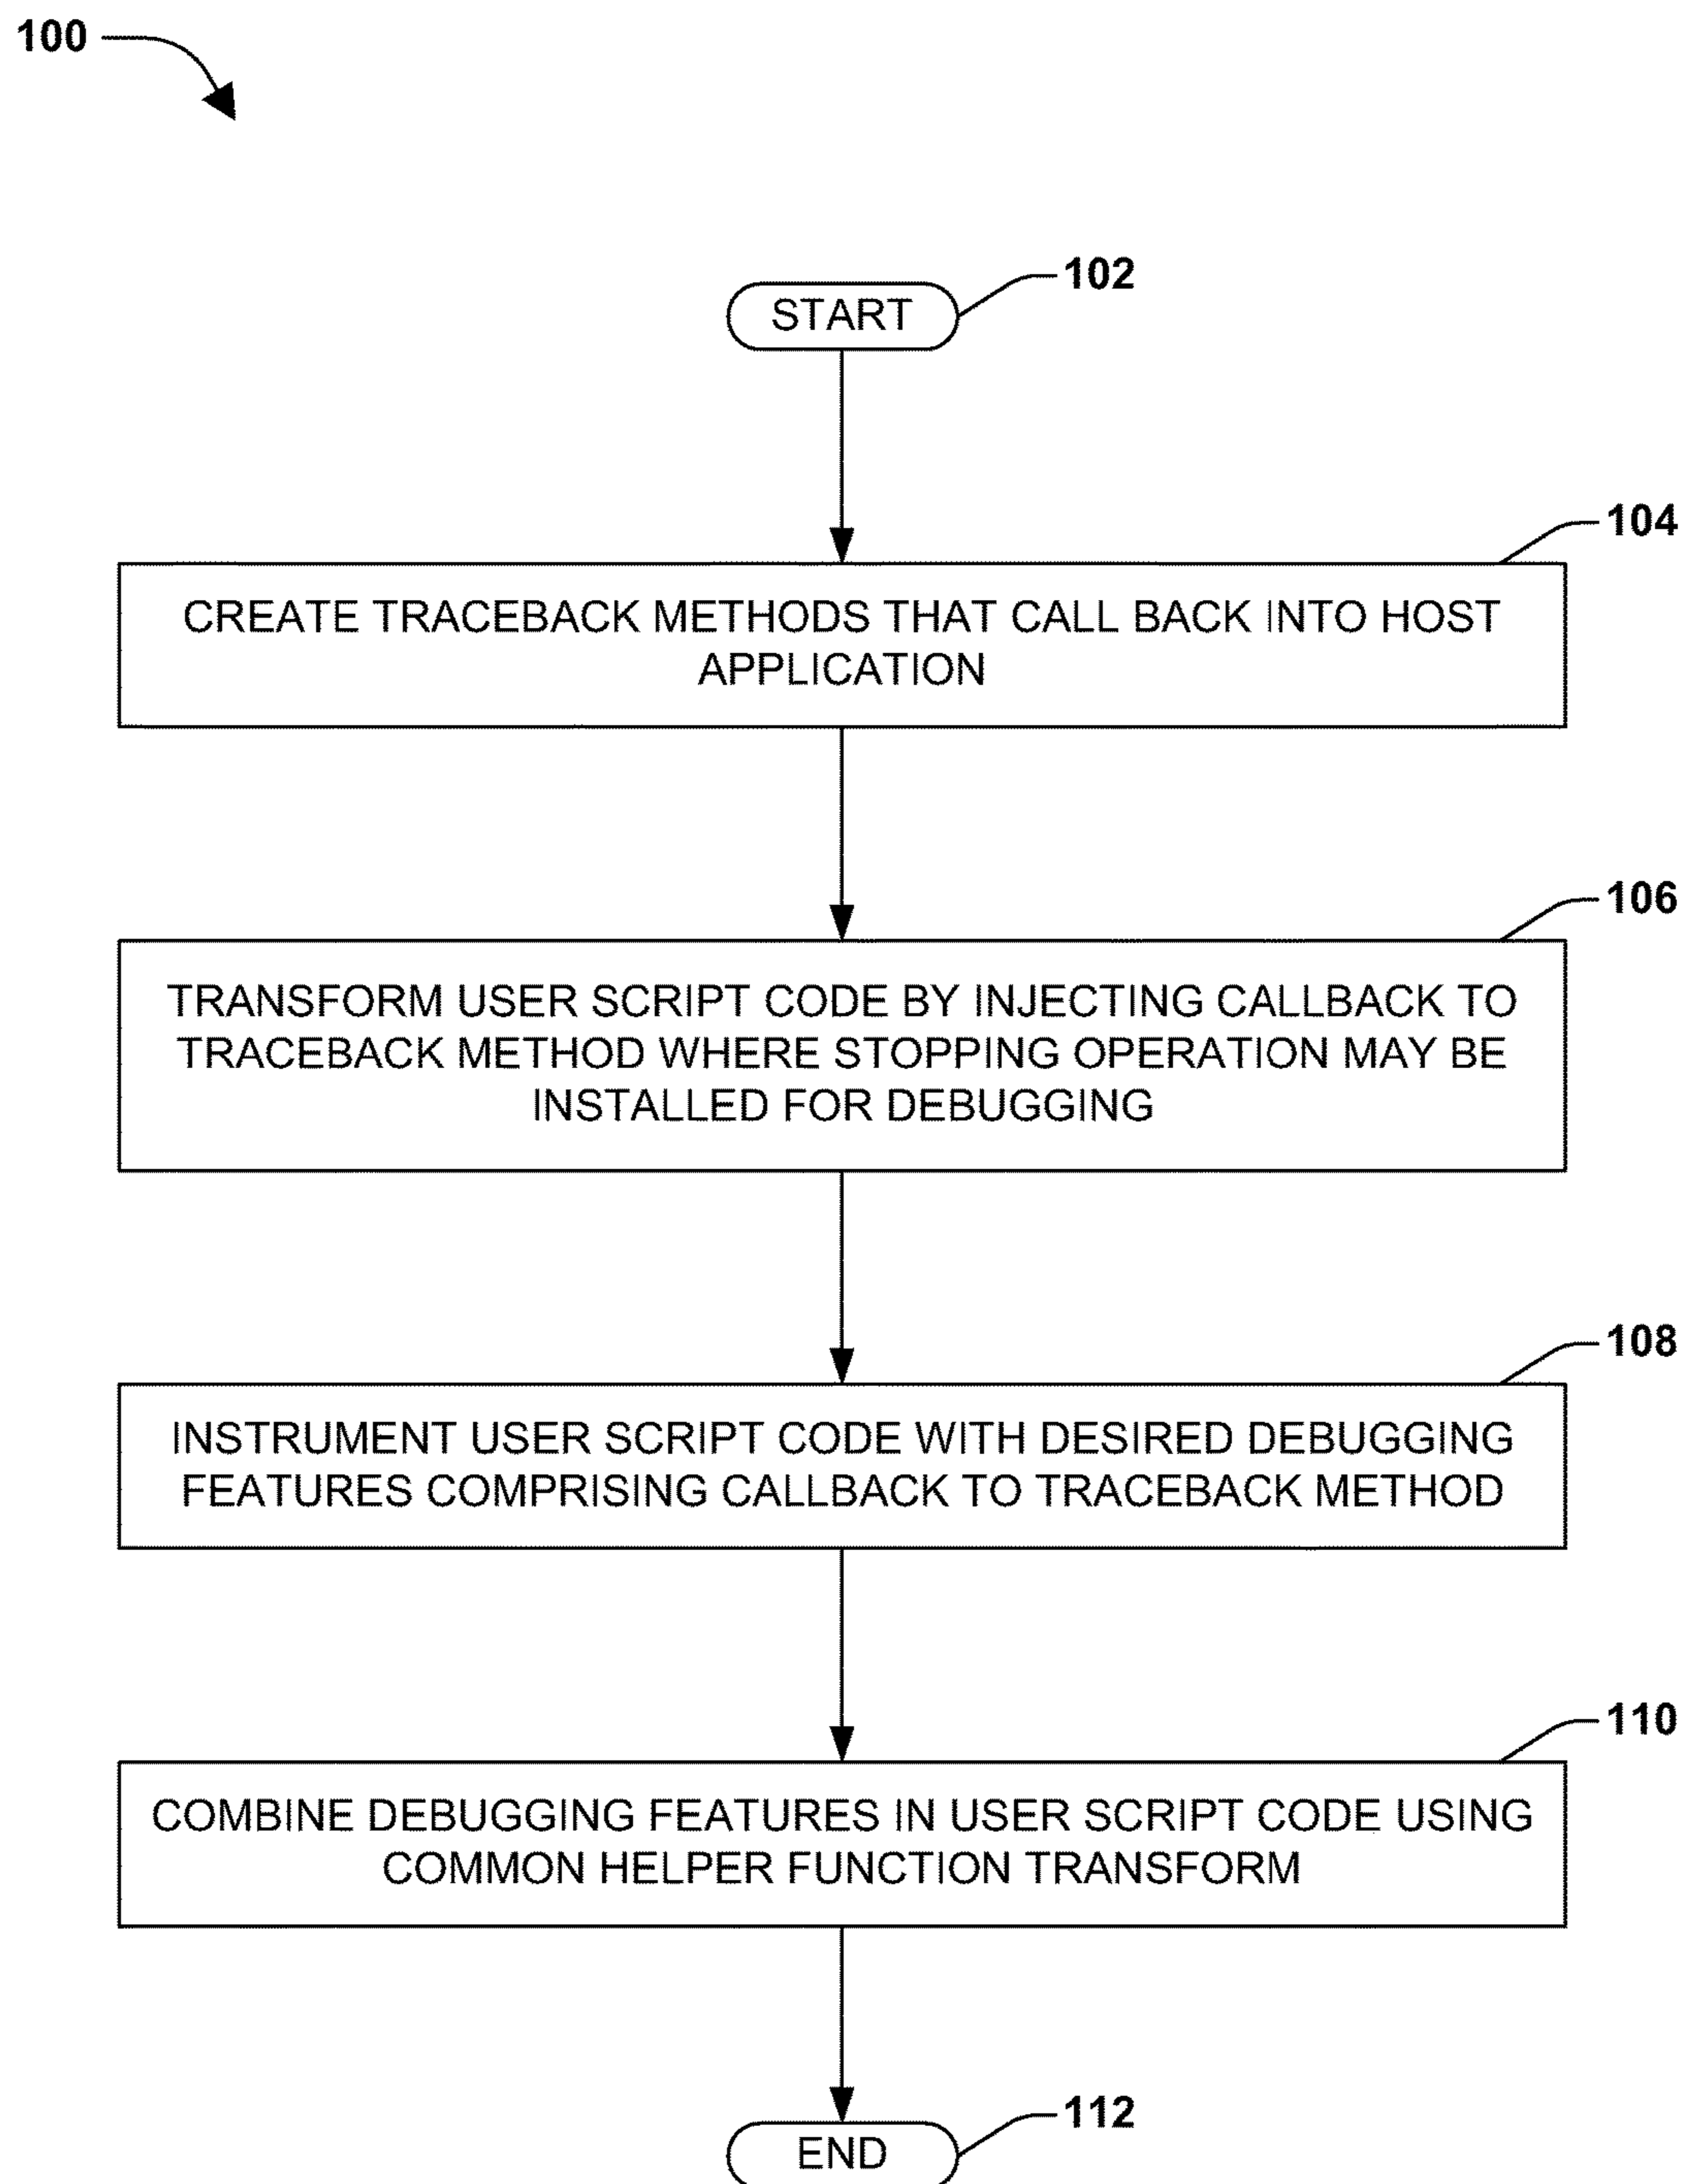 100
START
102
104
CREATE TRACEBACK METHODS THAT CALL BACK INTO HOST
APPLICATION
106
TRANSFORM USER SCRIPT CODE BY INJECTING CALLBACK TO
TRACEBACK METHOD WHERE STOPPING OPERATION MAY BE
INSTALLED FOR DEBUGGING
108
INSTRUMENT USER SCRIPT CODE WITH DESIRED DEBUGGING
FEATURES COMPRISING CALLBACK TO TRACEBACK METHOD
110
COMBINE DEBUGGING FEATURES IN USER SCRIPT CODE USING
COMMON HELPER FUNCTION TRANSFORM
112
END